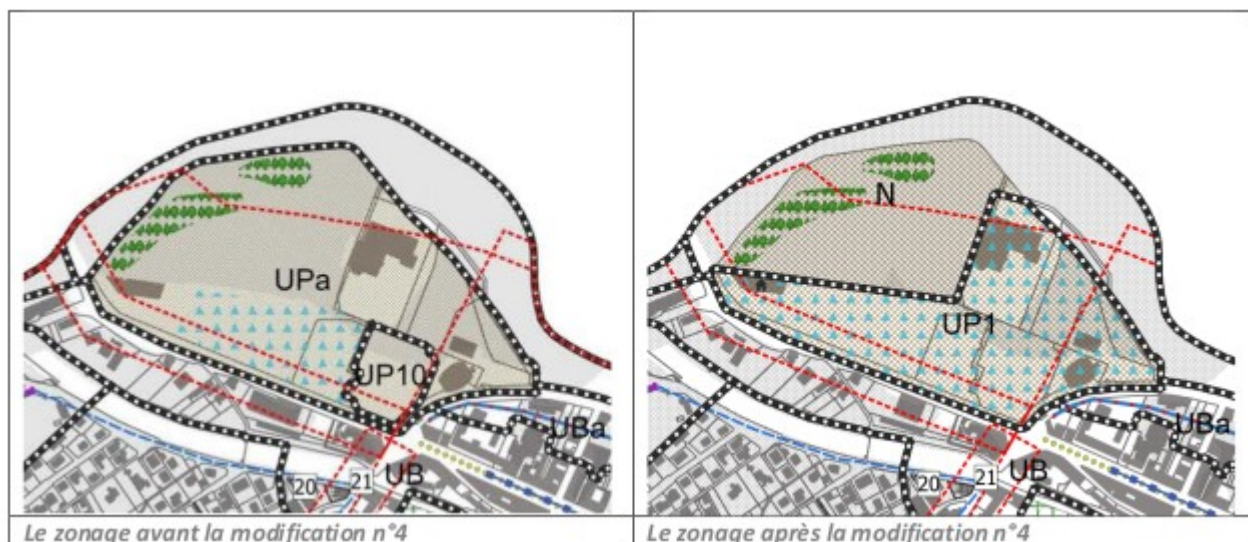 UPa
UP10
UBa
20
21
UB
Le zonage avant la modification n°4
N
UP1
UBa
20
21
UB
Le zonage après la modification n°4